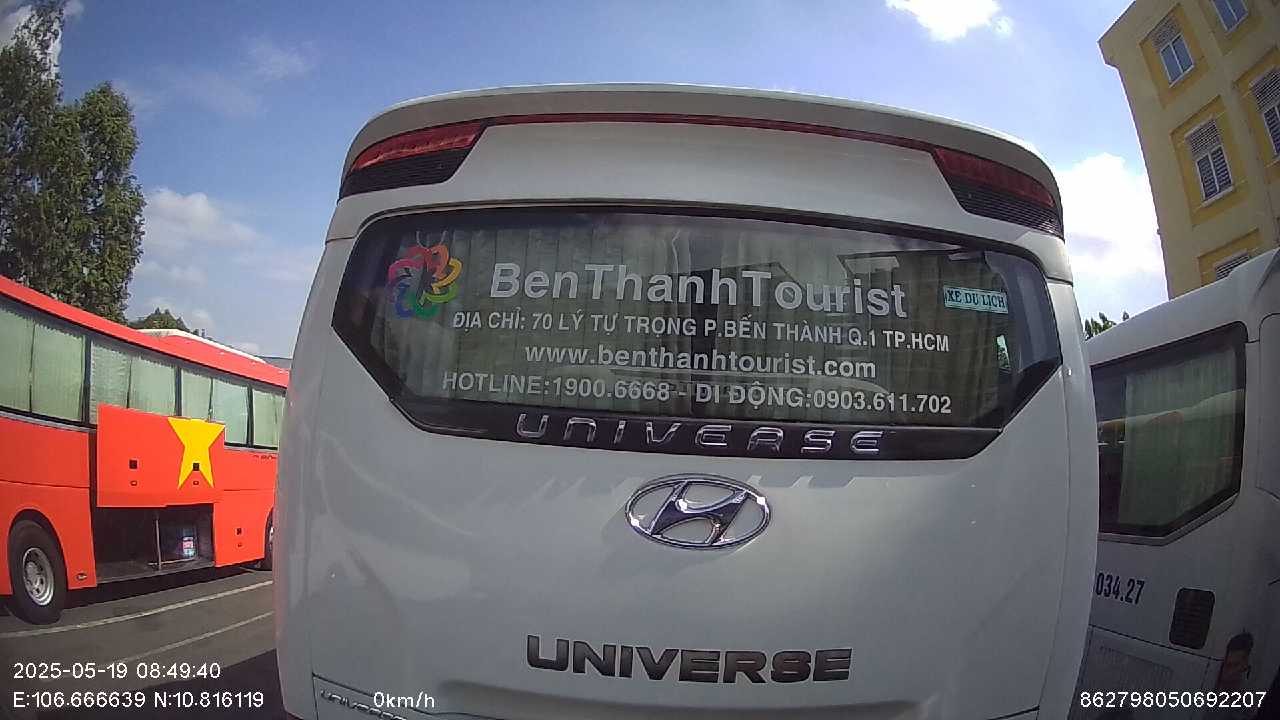 BenThanhTourist
XE DU LỊCH
ĐỊA CHỈ: 70 LÝ TỰ TRỌNG P.BẾN THÀNH Q.1 TP.HCM
www.benthanhtourist.com
HOTLINE:1900.6668 - DI ĐỘNG:0903.611.702
UNIVERSE
UNIVERSE
034.27
UNIVERSE
2025-05-19 08:49:40
E:106.666639 N:10.816119
0km/h
862798050692207